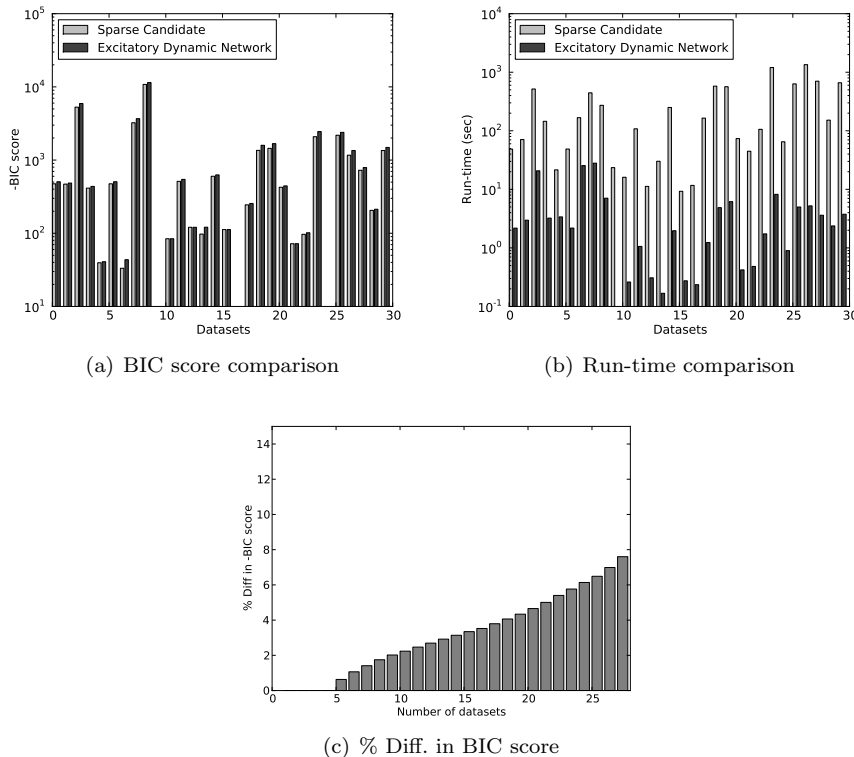 10^5
10^4
10^3
10^2
10^1
-BIC score
Sparse Candidate
Excitatory Dynamic Network
0 5 10 15 20 25 30
Datasets
(a) BIC score comparison
10^4
10^3
10^2
10^1
10^0
10^-1
Run-time (sec)
Sparse Candidate
Excitatory Dynamic Network
0 5 10 15 20 25 30
Datasets
(b) Run-time comparison
14
12
10
8
6
4
2
0
% Diff in -BIC score
0 5 10 15 20 25
Number of datasets
(c) % Diff. in BIC score